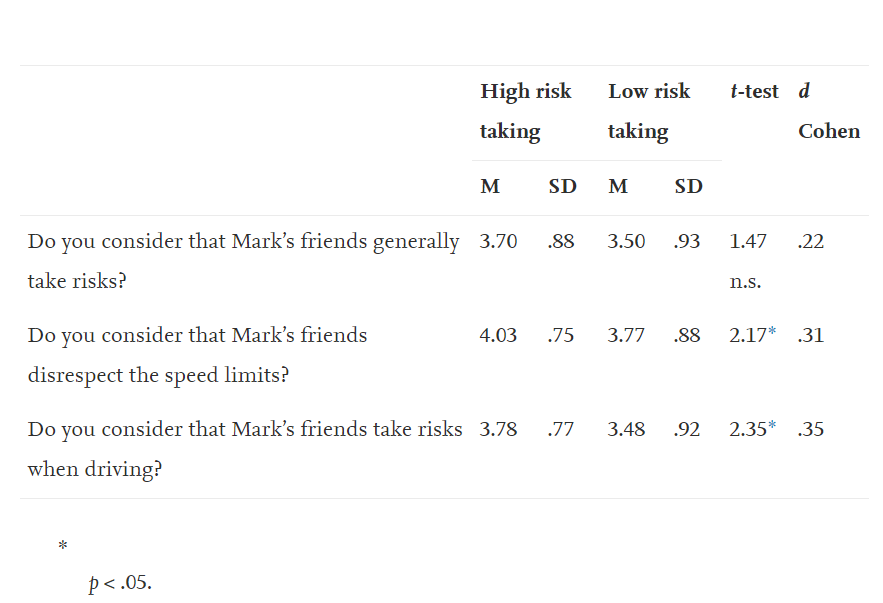 High risk Low risk t-test d
taking taking Cohen
M SD M SD
Do you consider that Mark’s friends generally 3.70 .88 3.50 .93 1.47 .22
take risks? n.s.
Do you consider that Mark’s friends 4.03 .75 3.77 .88 2.17* .31
disrespect the speed limits?
Do you consider that Mark’s friends take risks 3.78 .77 3.48 .92 2.35* .35
when driving?
*
p < .05.